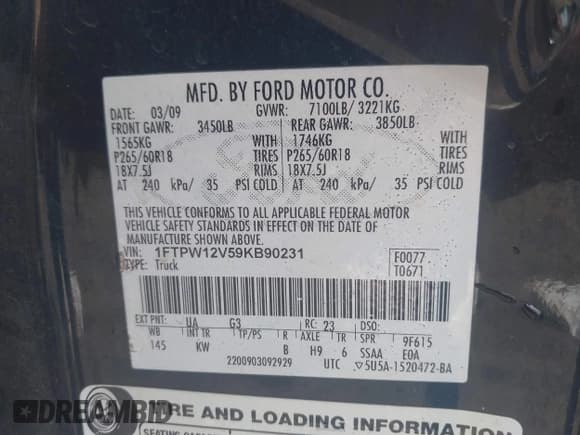 MFD. BY FORD MOTOR CO.
DATE: 03/09 GVWR: 7100LB/ 3221KG
FRONT GAWR: 3450LB REAR GAWR: 3850LB
1565KG WITH 1746KG WITH
P265/60R18 TIRES P265/60R18 TIRES
18X7.5J RIMS 18X7.5J RIMS
AT 240 kPa/ 35 PSI COLD AT 240 kPa/ 35 PSI COLD
THIS VEHICLE CONFORMS TO ALL APPLICABLE FEDERAL MOTOR
VEHICLE SAFETY STANDARDS IN EFFECT ON THE DATE OF
MANUFACTURE SHOWN ABOVE.
VIN: 1FTPW12V59KB90231 F0077
TYPE: Truck T0671
EXT PNT: UA G3 RC: 23 DSO:
WB INT TR TP/PS R AXLE TR SPR 9F615
145 KW B H9 6 SSAA E0A
2200903092929 UTC ▽5U5A-1520472-BA
TIRE AND LOADING INFORMATION
DREAMBID